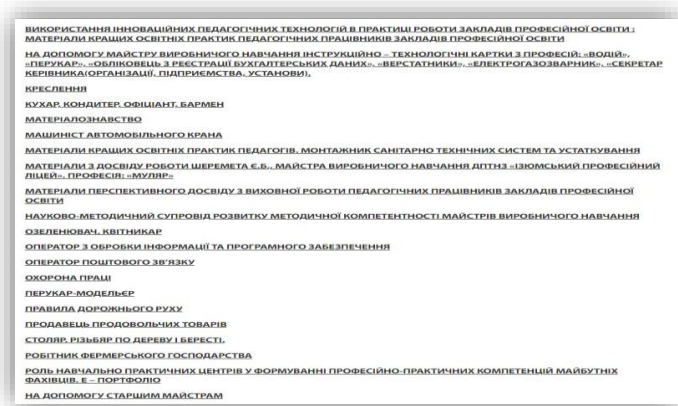 ВИКОРИСТАННЯ ІННОВАЦІЙНИХ ПЕДАГОГІЧНИХ ТЕХНОЛОГІЙ В ПРАКТИЦІ РОБОТИ ЗАКЛАДІВ ПРОФЕСІЙНОЇ ОСВІТИ :
МАТЕРІАЛИ КРАЩИХ ОСВІТНІХ ПРАКТИК ПЕДАГОГІЧНИХ ПРАЦІВНИКІВ ЗАКЛАДІВ ПРОФЕСІЙНОЇ ОСВІТИ
НА ДОПОМОГУ МАЙСТРУ ВИРОБНИЧОГО НАВЧАННЯ ІНСТРУКЦІЙНО – ТЕХНОЛОГІЧНІ КАРТКИ З ПРОФЕСІЙ: «ВОДІЙ»,
«ПЕРУКАР», «ОБЛІКОВЕЦЬ З РЕЄСТРАЦІЇ БУХГАЛТЕРСЬКИХ ДАНИХ», «ВЕРСТАТНИКИ», «ЕЛЕКТРОГАЗОЗВАРНИК», «СЕКРЕТАР
КЕРІВНИКА(ОРГАНІЗАЦІЇ, ПІДПРИЄМСТВА, УСТАНОВИ).
КРЕСЛЕННЯ
КУХАР, КОНДИТЕР, ОФІЦІАНТ, БАРМЕН
МАТЕРІАЛОЗНАВСТВО
МАШИНІСТ АВТОМОБІЛЬНОГО КРАНА
МАТЕРІАЛИ КРАЩИХ ОСВІТНІХ ПРАКТИК ПЕДАГОГІВ. МОНТАЖНИК САНІТАРНО ТЕХНІЧНИХ СИСТЕМ ТА УСТАТКУВАННЯ
МАТЕРІАЛИ З ДОСВІДУ РОБОТИ ШЕРЕМЕТА Є.Б., МАЙСТРА ВИРОБНИЧОГО НАВЧАННЯ ДПТНЗ «ІЗЮМСЬКИЙ ПРОФЕСІЙНИЙ
ЛІЦЕЙ». ПРОФЕСІЯ: «МУЛЯР»
МАТЕРІАЛИ ПЕРСПЕКТИВНОГО ДОСВІДУ З ВИХОВНОЇ РОБОТИ ПЕДАГОГІЧНИХ ПРАЦІВНИКІВ ЗАКЛАДІВ ПРОФЕСІЙНОЇ
ОСВІТИ
НАУКОВО-МЕТОДИЧНИЙ СУПРОВІД РОЗВИТКУ МЕТОДИЧНОЇ КОМПЕТЕНТНОСТІ МАЙСТРІВ ВИРОБНИЧОГО НАВЧАННЯ
ОЗЕЛЕНЮВАЧ. КВІТНИКАР
ОПЕРАТОР З ОБРОБКИ ІНФОРМАЦІЇ ТА ПРОГРАМНОГО ЗАБЕЗПЕЧЕННЯ
ОПЕРАТОР ПОШТОВОГО ЗВ'ЯЗКУ
ОХОРОНА ПРАЦІ
ПЕРУКАР-МОДЕЛЬЄР
ПРАВИЛА ДОРОЖНЬОГО РУХУ
ПРОДАВЕЦЬ ПРОДОВОЛЬЧИХ ТОВАРІВ
СТОЛЯР. РІЗЬБЯР ПО ДЕРЕВУ І БЕРЕСТІ.
РОБІТНИК ФЕРМЕРСЬКОГО ГОСПОДАРСТВА
РОЛЬ НАВЧАЛЬНО ПРАКТИЧНИХ ЦЕНТРІВ У ФОРМУВАННІ ПРОФЕСІЙНО-ПРАКТИЧНИХ КОМПЕТЕНЦІЙ МАЙБУТНІХ
ФАХІВЦІВ. Е – ПОРТФОЛІО
НА ДОПОМОГУ СТАРШИМ МАЙСТРАМ